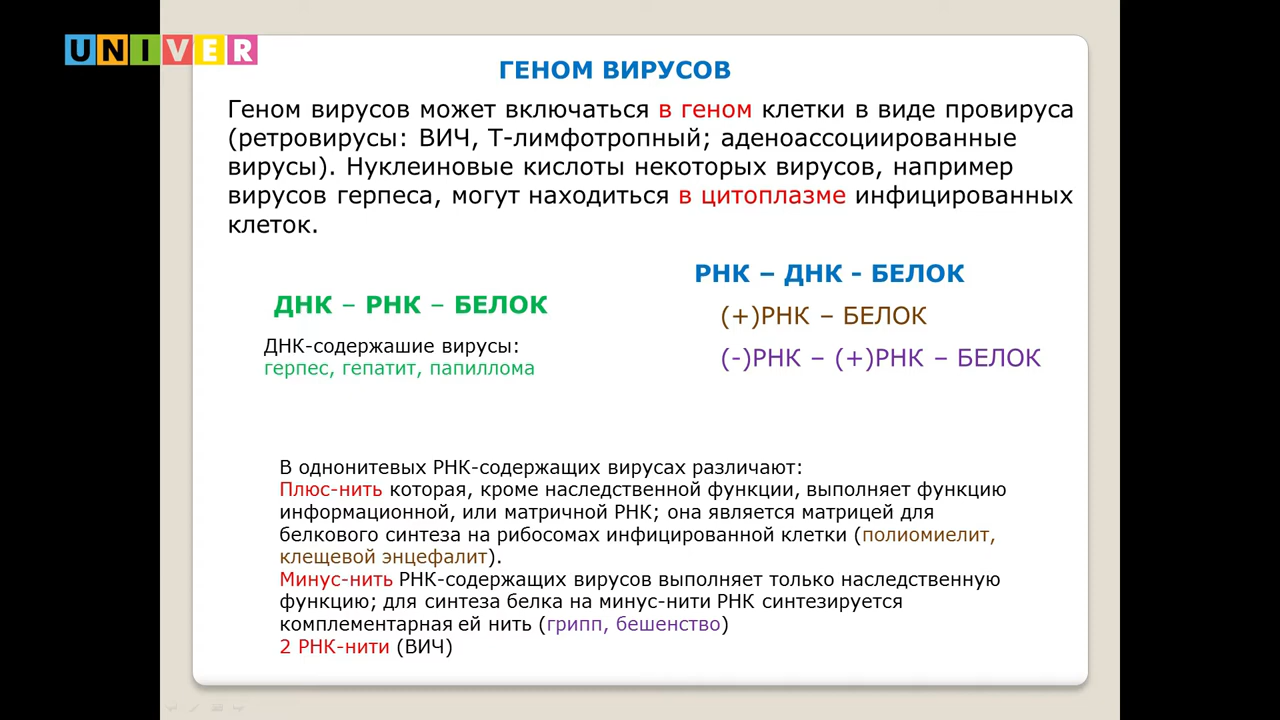 UNIVER
ГЕНОМ ВИРУСОВ
Геном вирусов может включаться в геном клетки в виде провируса
(ретровирусы: ВИЧ, Т-лимфотропный; аденоассоциированные
вирусы). Нуклеиновые кислоты некоторых вирусов, например
вирусов герпеса, могут находиться в цитоплазме инфицированных
клеток.
ДНК – РНК – БЕЛОК
ДНК-содержашие вирусы:
герпес, гепатит, папиллома
РНК – ДНК - БЕЛОК
(+)РНК – БЕЛОК
(-)РНК – (+)РНК – БЕЛОК
В однонитевых РНК-содержащих вирусах различают:
Плюс-нить которая, кроме наследственной функции, выполняет функцию
информационной, или матричной РНК; она является матрицей для
белкового синтеза на рибосомах инфицированной клетки (полиомиелит,
клещевой энцефалит).
Минус-нить РНК-содержащих вирусов выполняет только наследственную
функцию; для синтеза белка на минус-нити РНК синтезируется
комплементарная ей нить (грипп, бешенство)
2 РНК-нити (ВИЧ)